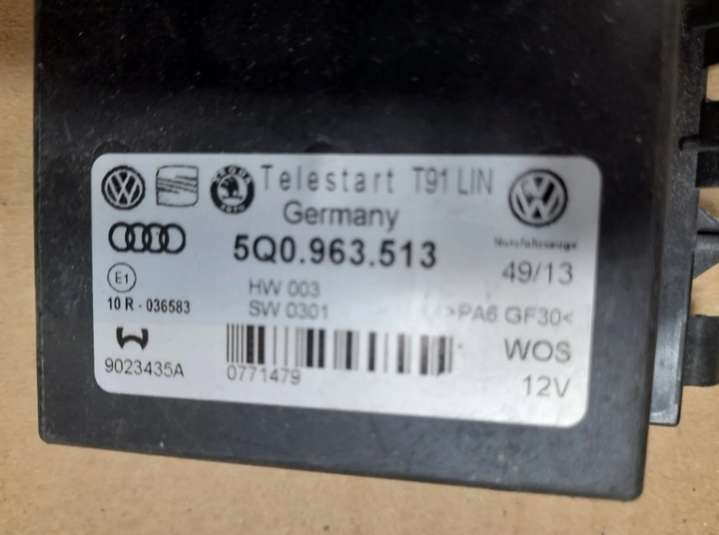 Telestart T91 LIN
Germany
5Q0.963.513
Nutzfahrzeuge
49/13
E1
10 R - 036583
HW 003
SW 0301
>PA6 GF30<
9023435A
0771479
WOS
12V